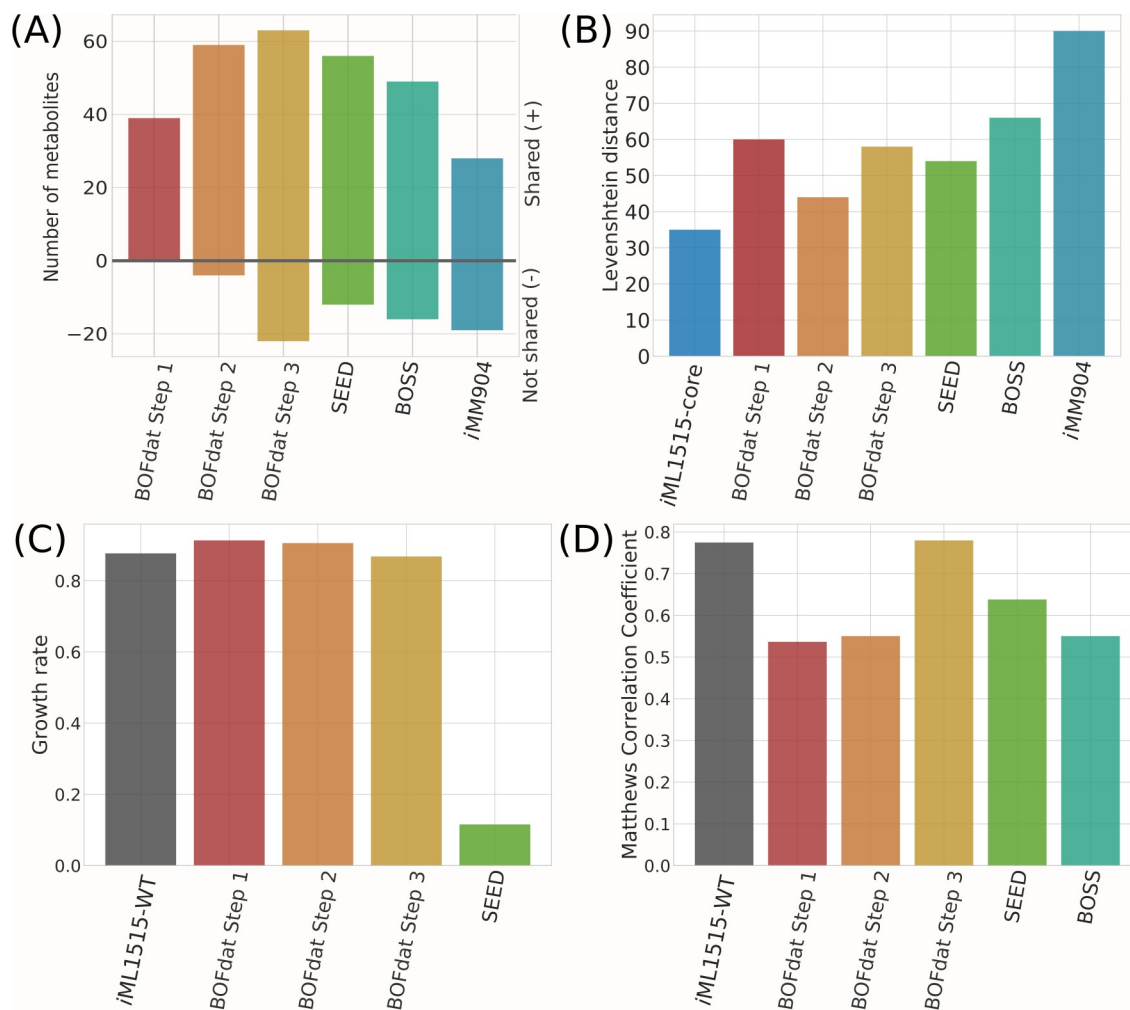 (A)
Number of metabolites
60
40
20
0
−20
Shared (+)
Not shared (-)
BOFdat Step 1
BOFdat Step 2
BOFdat Step 3
SEED
BOSS
iMM904
(B)
Levenshtein distance
90
80
70
60
50
40
30
20
10
0
iML1515-core
BOFdat Step 1
BOFdat Step 2
BOFdat Step 3
SEED
BOSS
iMM904
(C)
Growth rate
0.8
0.6
0.4
0.2
0.0
iML1515-WT
BOFdat Step 1
BOFdat Step 2
BOFdat Step 3
SEED
(D)
Matthews Correlation Coefficient
0.8
0.7
0.6
0.5
0.4
0.3
0.2
0.1
0.0
iML1515-WT
BOFdat Step 1
BOFdat Step 2
BOFdat Step 3
SEED
BOSS